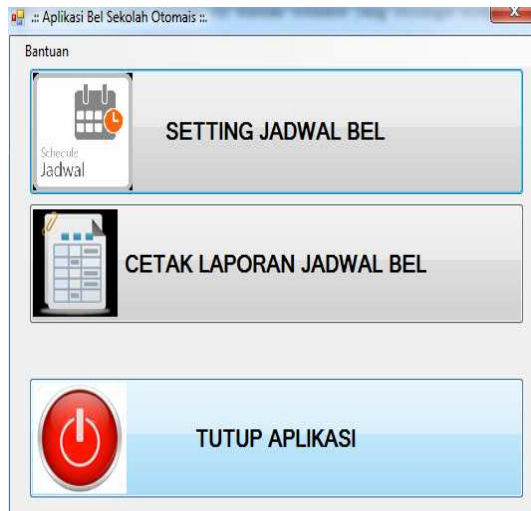 .:: Aplikasi Bel Sekolah Otomais ::.
Bantuan
Schecule
Jadwal
SETTING JADWAL BEL
CETAK LAPORAN JADWAL BEL
TUTUP APLIKASI